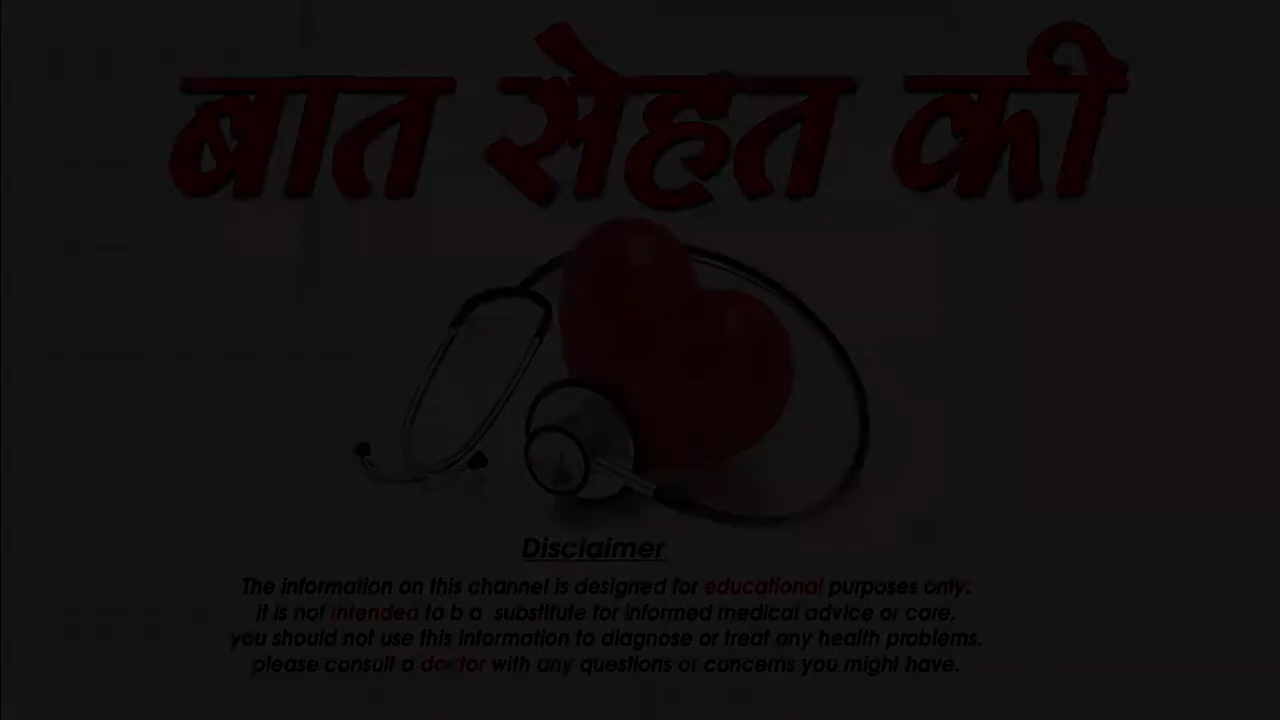 बात सेहत की
Disclaimer
The information on this channel is designed for educational purposes only.
it is not intended to b a substitute for informed medical advice or care.
you should not use this information to diagnose or treat any health problems.
please consult a doctor with any questions or concerns you might have.